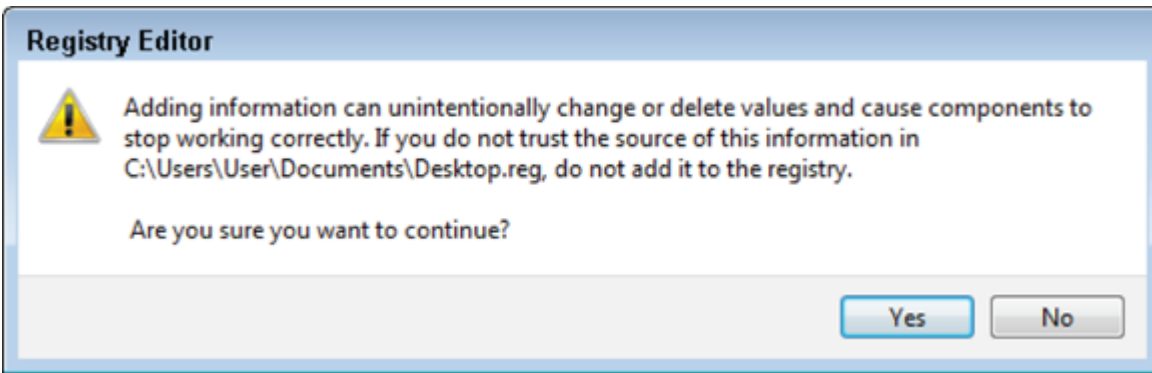 Registry Editor
Adding information can unintentionally change or delete values and cause components to
stop working correctly. If you do not trust the source of this information in
C:\Users\User\Documents\Desktop.reg, do not add it to the registry.
Are you sure you want to continue?
Yes No